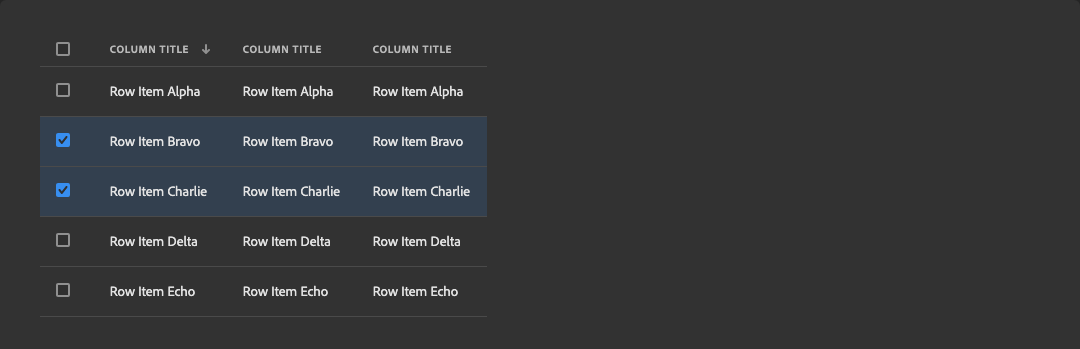 COLUMN TITLE COLUMN TITLE COLUMN TITLE
Row Item Alpha Row Item Alpha Row Item Alpha
Row Item Bravo Row Item Bravo Row Item Bravo
Row Item Charlie Row Item Charlie Row Item Charlie
Row Item Delta Row Item Delta Row Item Delta
Row Item Echo Row Item Echo Row Item Echo